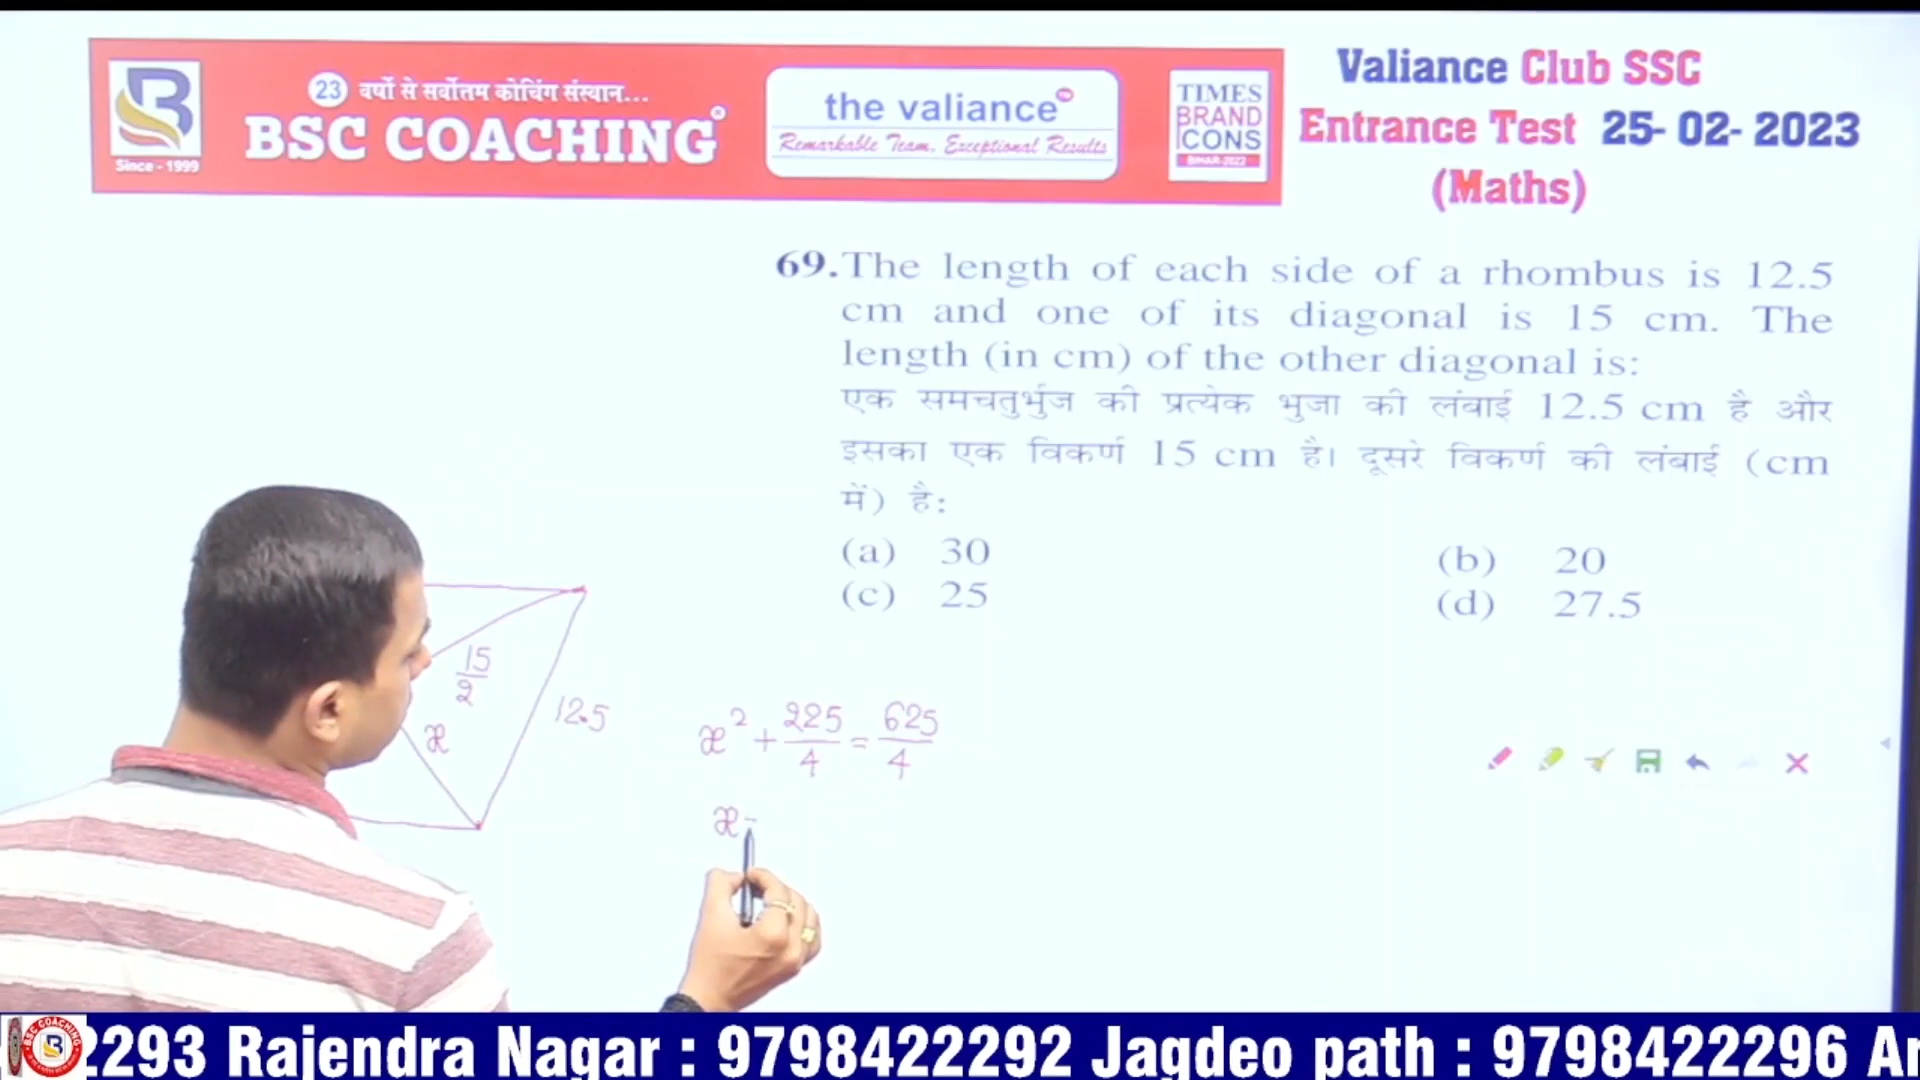 23 वर्षो से सर्वोतम कोचिंग संस्थान...
BSC COACHING
Since - 1999
the valiance
Remarkable Team, Exceptional Results
TIMES
BRAND
ICONS
BIHAR-2022
Valiance Club SSC
Entrance Test 25- 02- 2023
(Maths)
69. The length of each side of a rhombus is 12.5
cm and one of its diagonal is 15 cm. The
length (in cm) of the other diagonal is:
एक समचतुर्भुज की प्रत्येक भुजा की लंबाई 12.5 cm है और
इसका एक विकर्ण 15 cm है। दूसरे विकर्ण की लंबाई (cm
में) है:
(a) 30
(b) 20
(c) 25
(d) 27.5
15/2
x
12.5
x² + 225/4 = 625/4
x -
BSC COACHING
2293 Rajendra Nagar : 9798422292 Jagdeo path : 9798422296